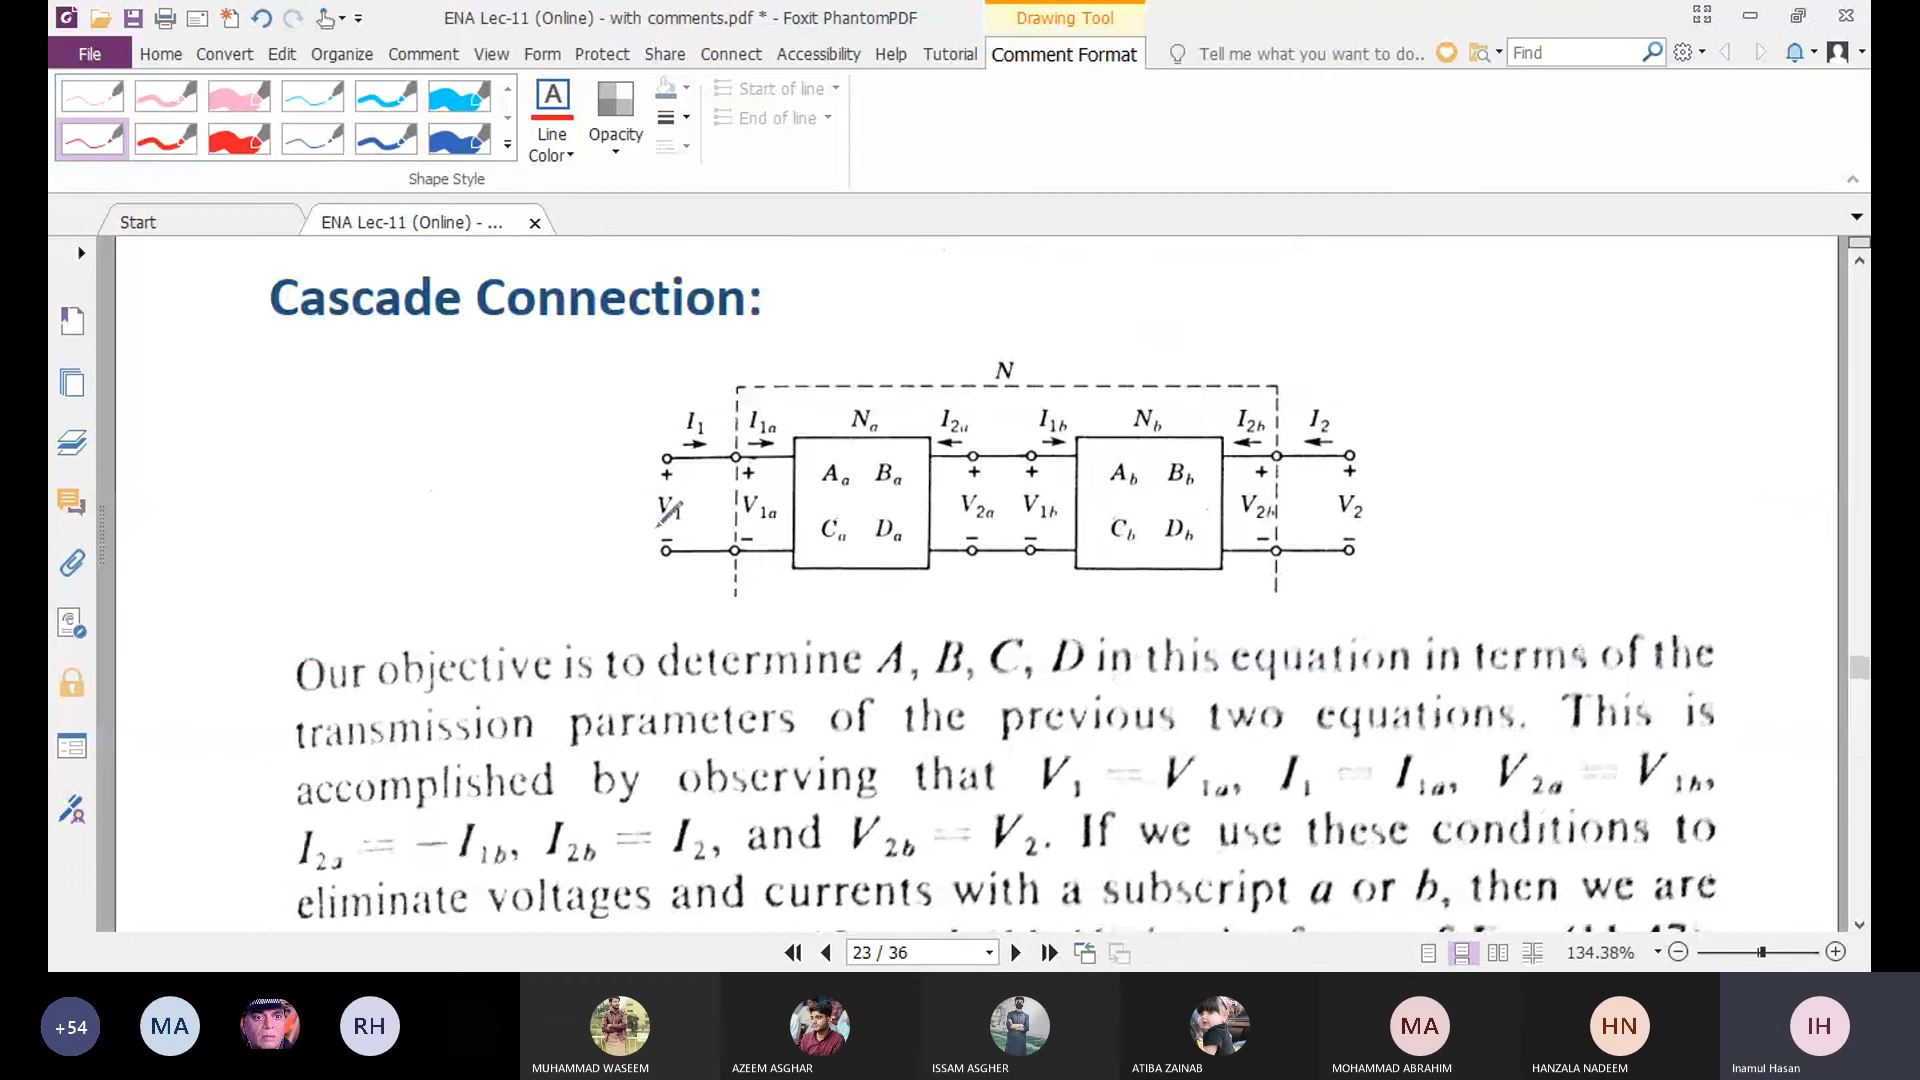 ENA Lec-11 (Online) - with comments.pdf * - Foxit PhantomPDF
Drawing Tool
File Home Convert Edit Organize Comment View Form Protect Share Connect Accessibility Help Tutorial Comment Format Tell me what you want to do.. Find
Start of line
End of line
Line
Color
Opacity
Shape Style
Start
ENA Lec-11 (Online) - ...
Cascade Connection:
N
I1 I1a Na I2a I1b Nb I2b I2
+ + + + + +
Aa Ba Ab Bb
V1 V1a V2a V1b V2b V2
Ca Da Cb Db
− − − − − −
Our objective is to determine A, B, C, D in this equation in terms of the
transmission parameters of the previous two equations. This is
accomplished by observing that V1 = V1a, I1 = I1a, V2a = V1b,
I2a = −I1b, I2b = I2, and V2b = V2. If we use these conditions to
eliminate voltages and currents with a subscript a or b, then we are
23 / 36
134.38%
+54
MA
RH
MA
HN
IH
MUHAMMAD WASEEM
AZEEM ASGHAR
ISSAM ASGHER
ATIBA ZAINAB
MOHAMMAD ABRAHIM
HANZALA NADEEM
Inamul Hasan